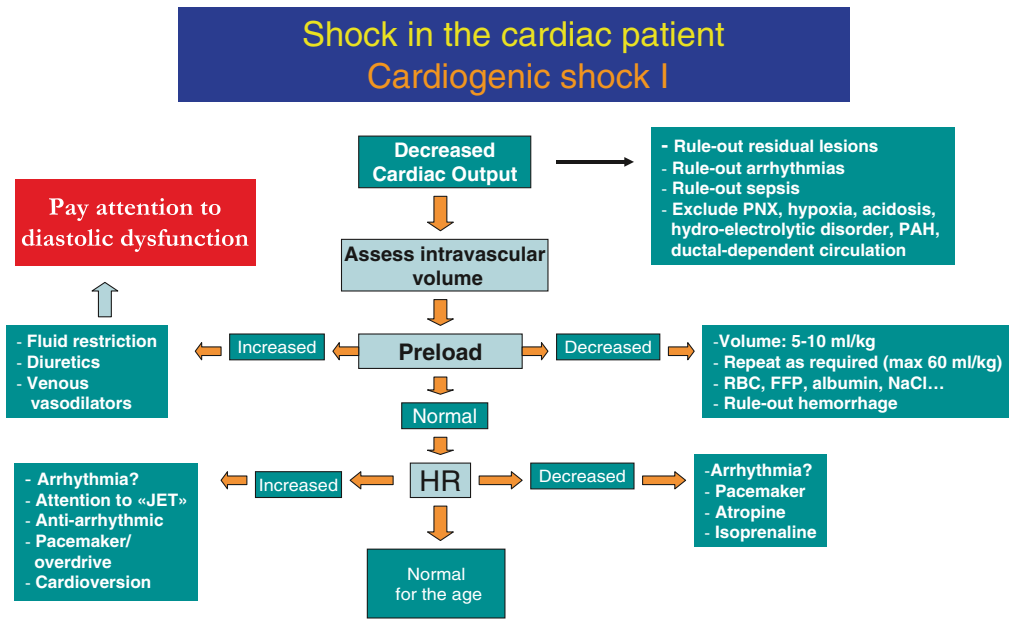 Shock in the cardiac patient
Cardiogenic shock I
Decreased
Cardiac Output
- Rule-out residual lesions
- Rule-out arrhythmias
- Rule-out sepsis
- Exclude PNX, hypoxia, acidosis,
hydro-electrolytic disorder, PAH,
ductal-dependent circulation
Pay attention to
diastolic dysfunction
Assess intravascular
volume
- Fluid restriction
- Diuretics
- Venous
vasodilators
Increased
Preload
Decreased
-Volume: 5-10 ml/kg
- Repeat as required (max 60 ml/kg)
- RBC, FFP, albumin, NaCl...
- Rule-out hemorrhage
Normal
- Arrhythmia?
- Attention to «JET»
- Anti-arrhythmic
- Pacemaker/
overdrive
- Cardioversion
Increased
HR
Decreased
-Arrhythmia?
- Pacemaker
- Atropine
- Isoprenaline
Normal
for the age